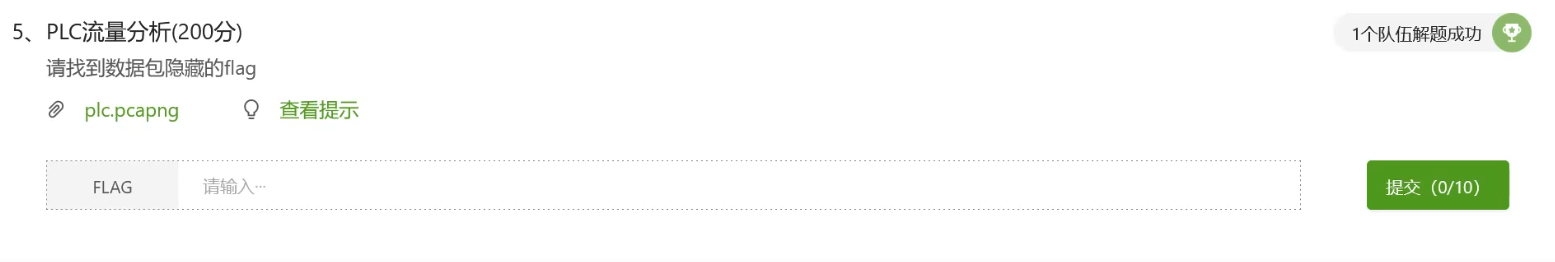 5、PLC流量分析(200分)
1个队伍解题成功
请找到数据包隐藏的flag
plc.pcapng 查看提示
FLAG 请输入... 提交（0/10）